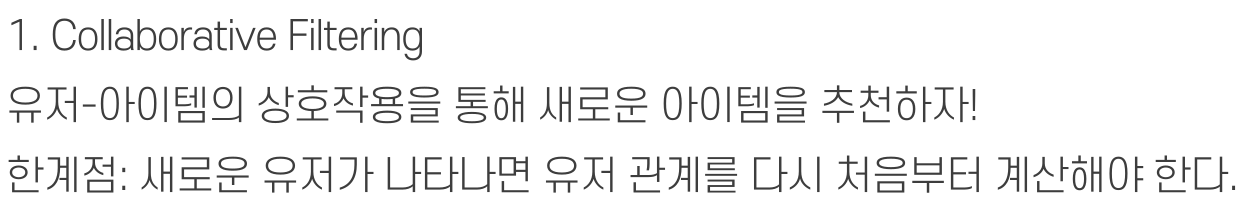 1. Collaborative Filtering
유저-아이템의 상호작용을 통해 새로운 아이템을 추천하자!
한계점: 새로운 유저가 나타나면 유저 관계를 다시 처음부터 계산해야 한다.